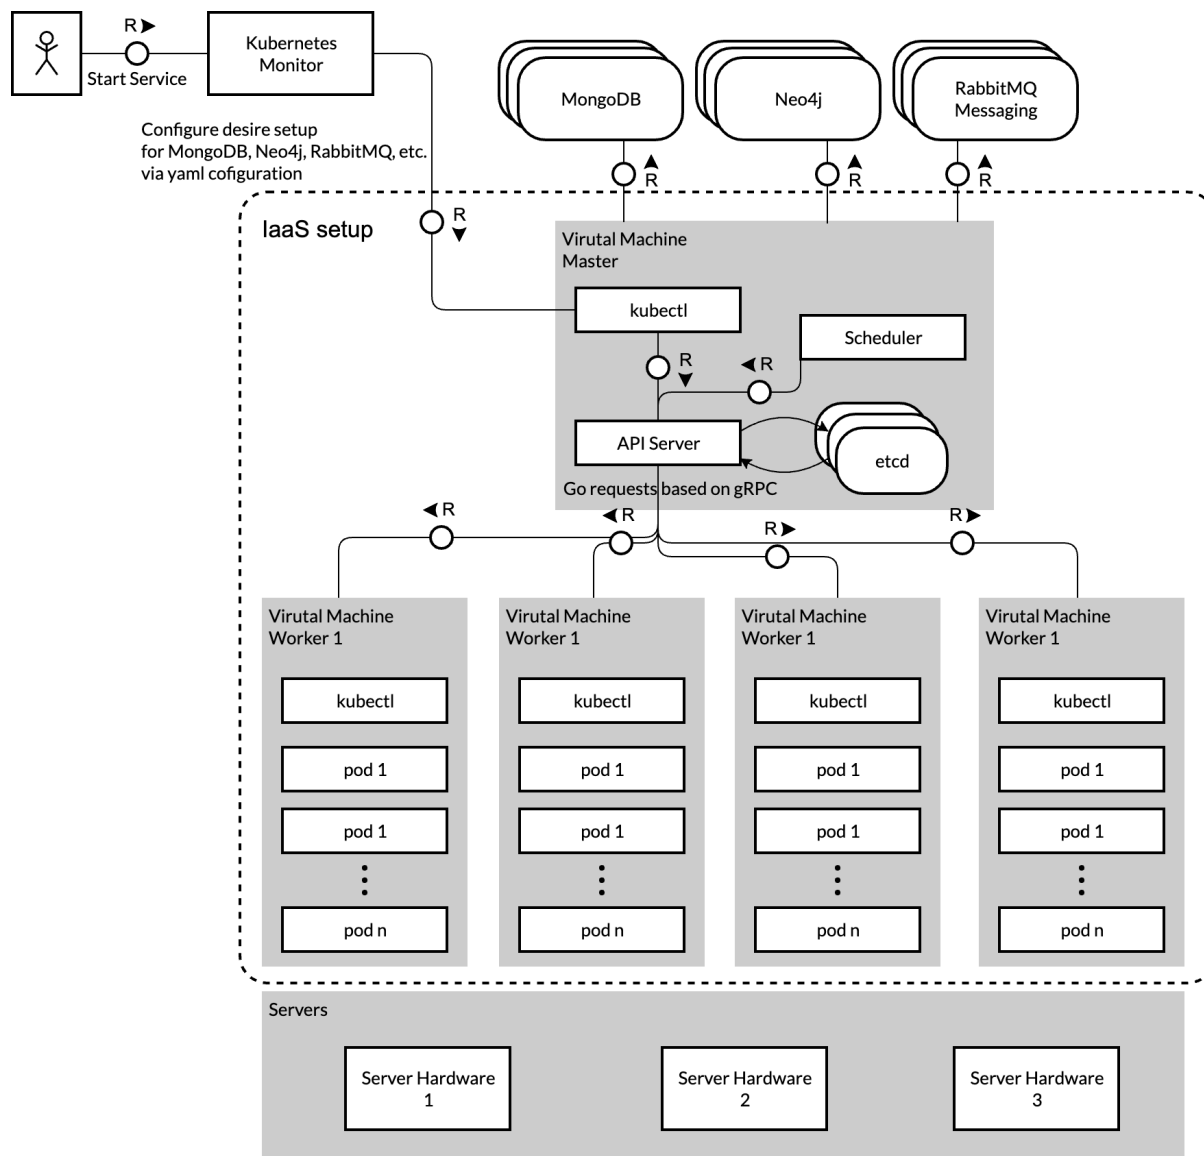 R
Start Service
Kubernetes
Monitor
MongoDB
Neo4j
RabbitMQ
Messaging
Configure desire setup
for MongoDB, Neo4j, RabbitMQ, etc.
via yaml cofiguration
R
R
R
R
IaaS setup
Virutal Machine
Master
kubectl
Scheduler
R
R
API Server
etcd
Go requests based on gRPC
R
R
R
R
Virutal Machine
Worker 1
kubectl
pod 1
pod 1
pod n
Virutal Machine
Worker 1
kubectl
pod 1
pod 1
pod n
Virutal Machine
Worker 1
kubectl
pod 1
pod 1
pod n
Virutal Machine
Worker 1
kubectl
pod 1
pod 1
pod n
Servers
Server Hardware
1
Server Hardware
2
Server Hardware
3